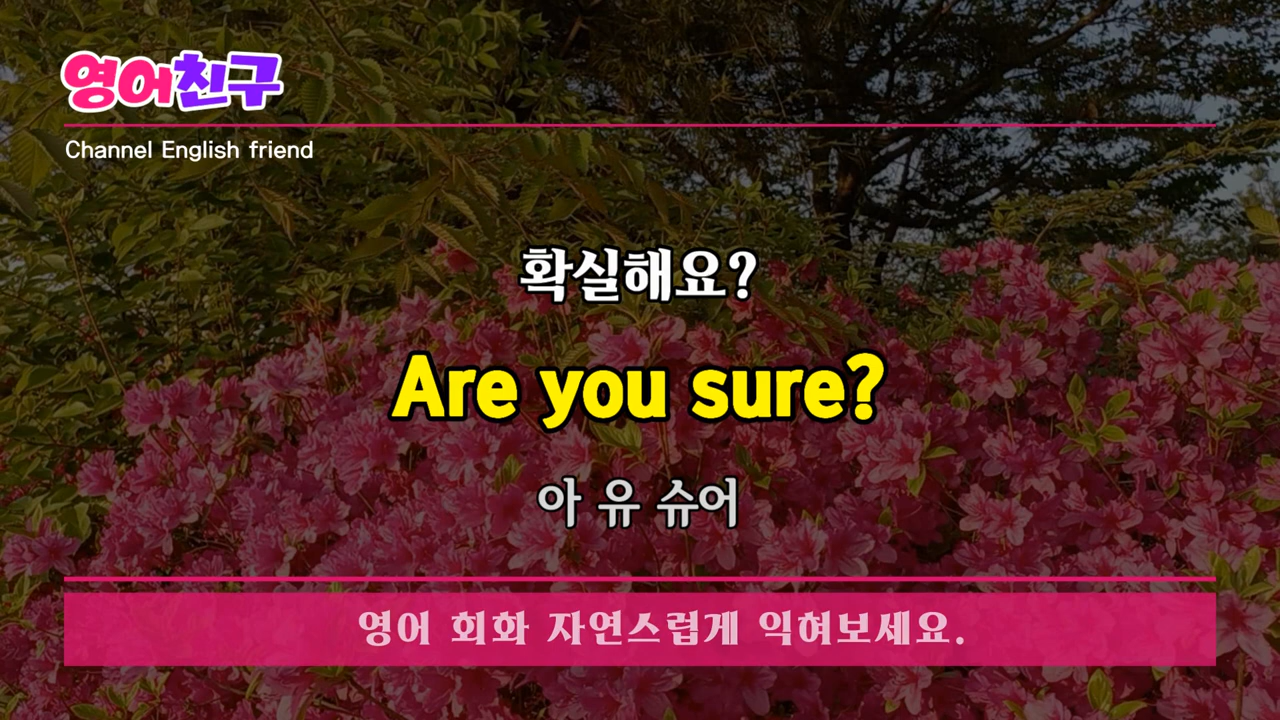 영어친구
Channel English friend
확실해요?
Are you sure?
아 유 슈어
영어 회화 자연스럽게 익혀보세요.